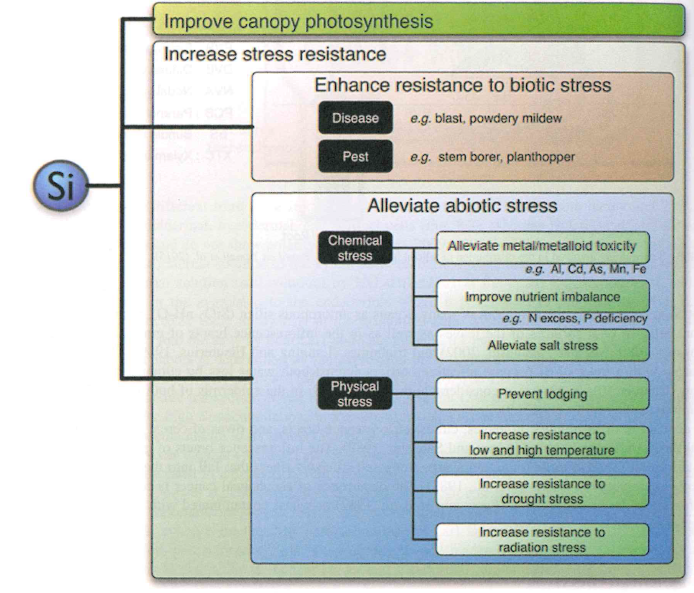 Improve canopy photosynthesis
Increase stress resistance
Enhance resistance to biotic stress
Disease
e.g. blast, powdery mildew
Pest
e.g. stem borer, planthopper
Si
Alleviate abiotic stress
Chemical
stress
Alleviate metal/metalloid toxicity
e.g. Al, Cd, As, Mn, Fe
Improve nutrient imbalance
e.g. N excess, P deficiency
Alleviate salt stress
Physical
stress
Prevent lodging
Increase resistance to
low and high temperature
Increase resistance to
drought stress
Increase resistance to
radiation stress